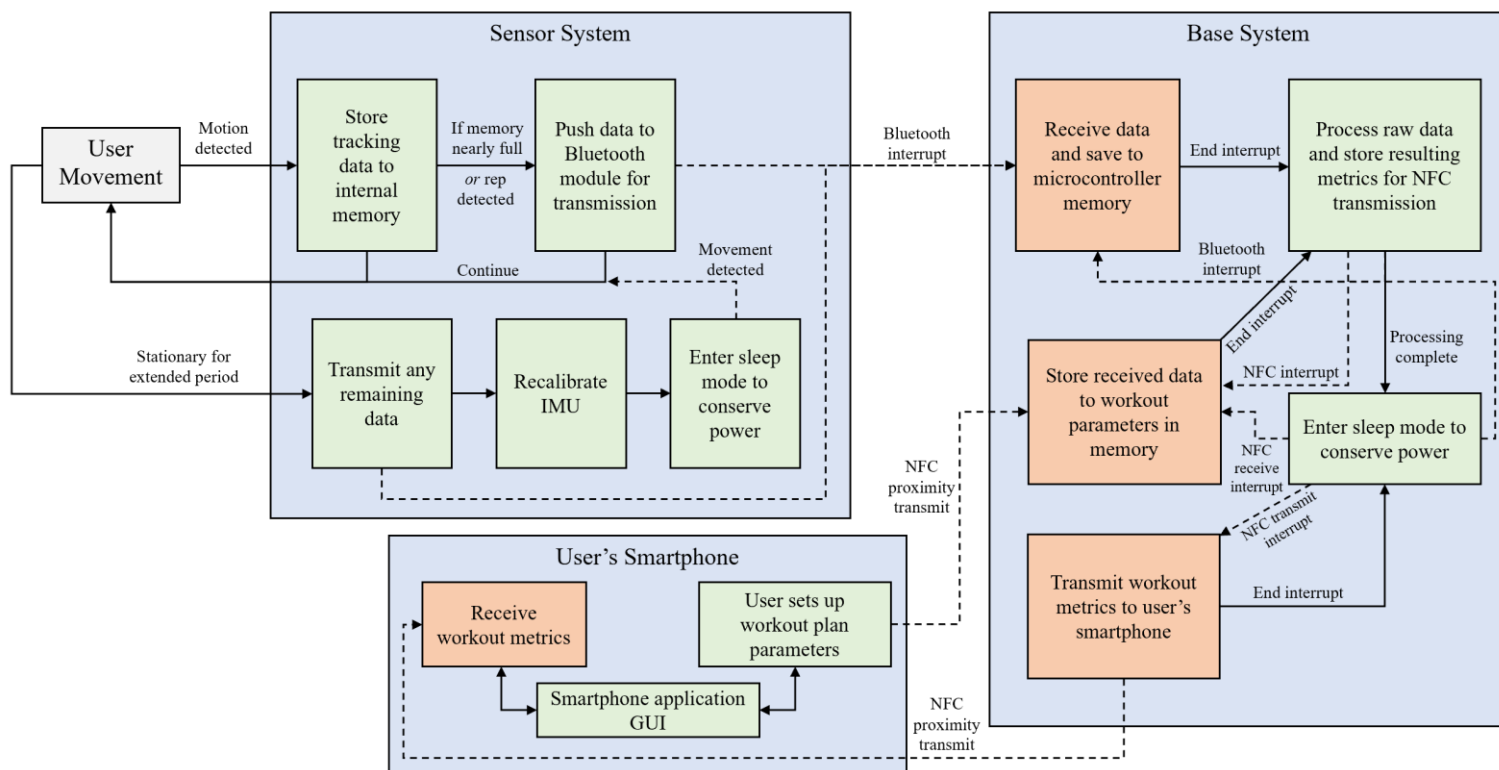 Sensor System
Base System
User
Movement
Motion
detected
Store
tracking
data to
internal
memory
If memory
nearly full
or rep
detected
Push data to
Bluetooth
module for
transmission
Bluetooth
interrupt
Receive data
and save to
microcontroller
memory
End interrupt
Process raw data
and store resulting
metrics for NFC
transmission
Continue
Movement
detected
Bluetooth
interrupt
End interrupt
Processing
complete
NFC interrupt
Stationary for
extended period
Transmit any
remaining
data
Recalibrate
IMU
Enter sleep
mode to
conserve
power
Store received data
to workout
parameters in
memory
Enter sleep mode to
conserve power
NFC
receive
interrupt
NFC
proximity
transmit
NFC transmit
interrupt
User’s Smartphone
Receive
workout metrics
User sets up
workout plan
parameters
Smartphone application
GUI
Transmit workout
metrics to user’s
smartphone
End interrupt
NFC
proximity
transmit